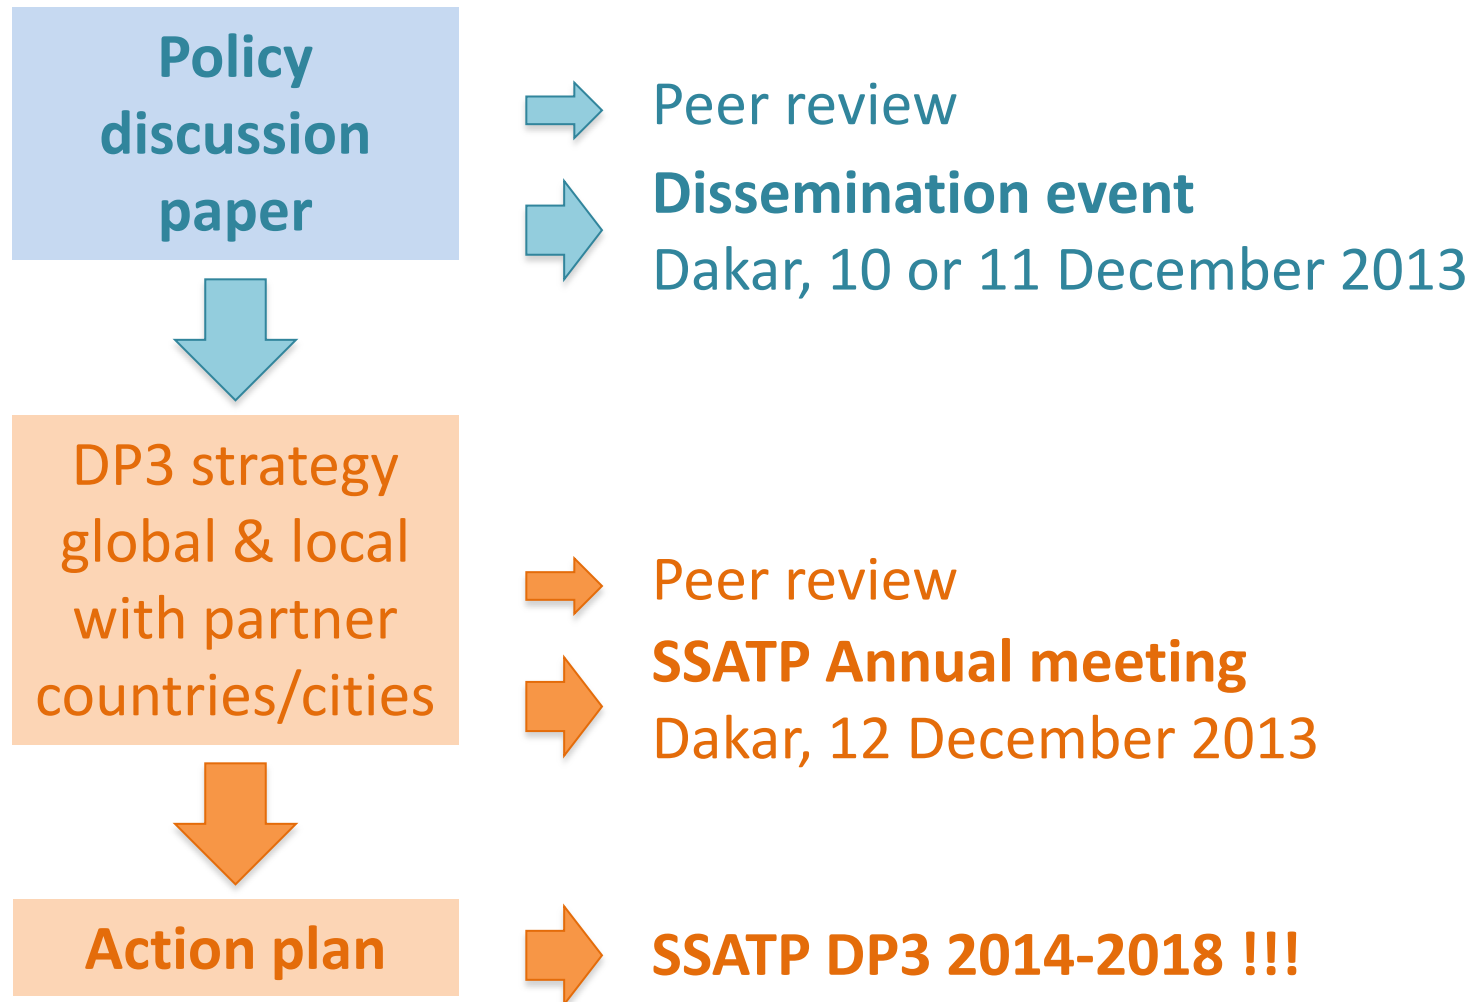 Policy
discussion
paper
Peer review
Dissemination event
Dakar, 10 or 11 December 2013
DP3 strategy
global & local
with partner
countries/cities
Peer review
SSATP Annual meeting
Dakar, 12 December 2013
Action plan
SSATP DP3 2014-2018 !!!